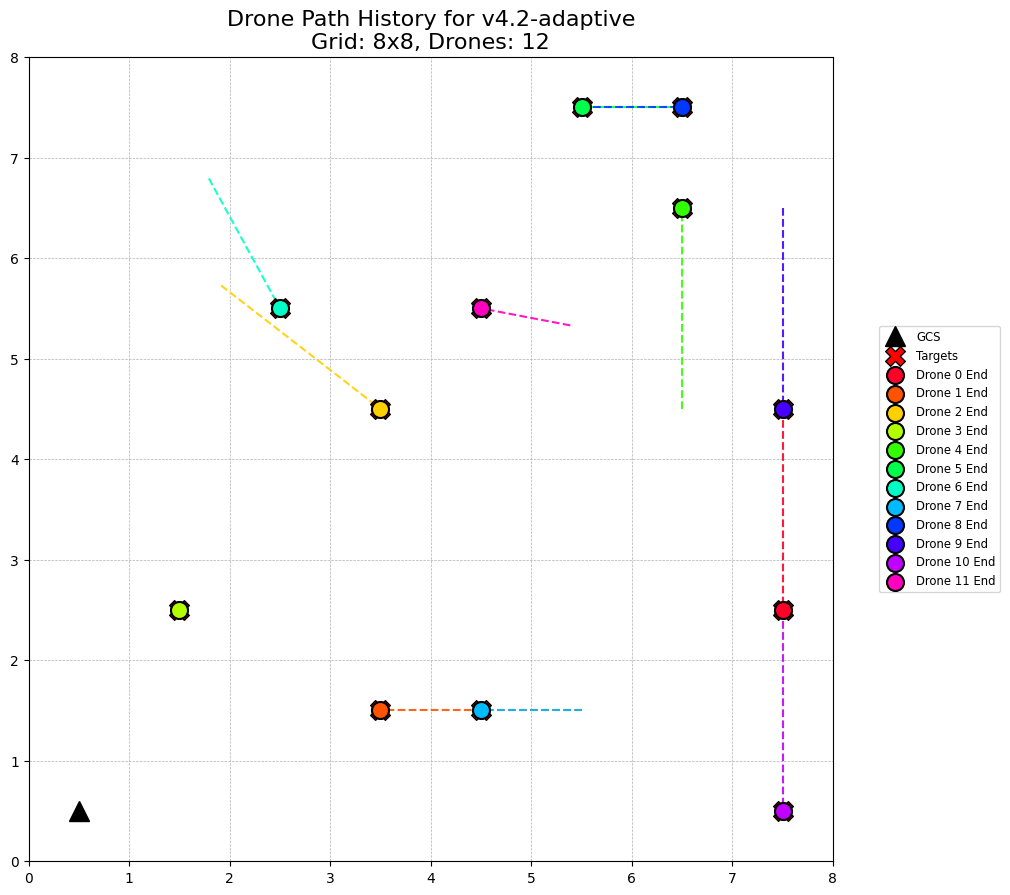 Drone Path History for v4.2-adaptive
Grid: 8x8, Drones: 12
8
7
6
5
4
3
2
1
0
0 1 2 3 4 5 6 7 8
GCS
Targets
Drone 0 End
Drone 1 End
Drone 2 End
Drone 3 End
Drone 4 End
Drone 5 End
Drone 6 End
Drone 7 End
Drone 8 End
Drone 9 End
Drone 10 End
Drone 11 End